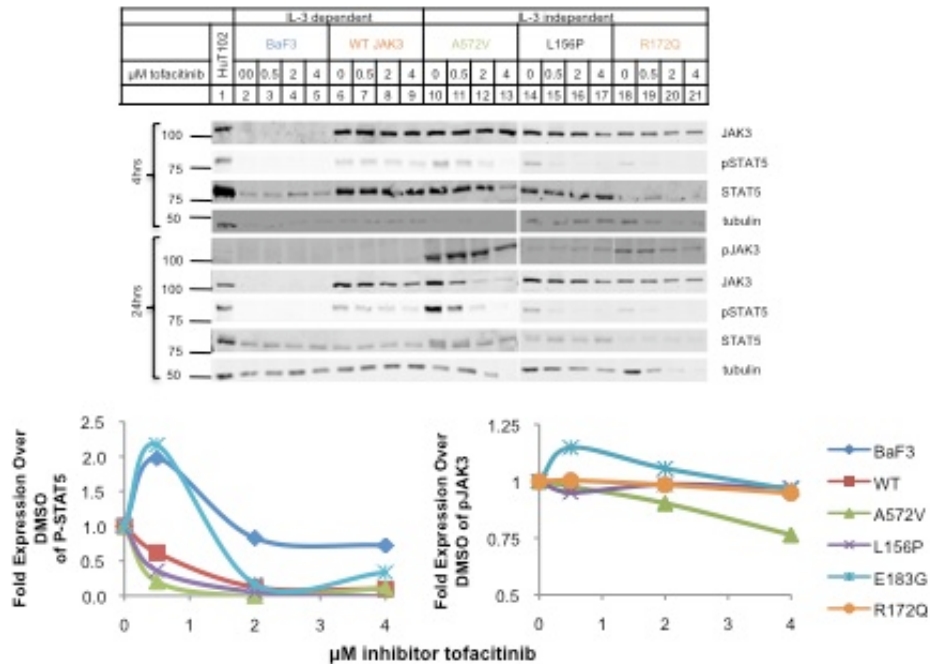 IL-3 dependent IL-3 independent
HuT102 BaF3 WT JAK3 A572V L156P R172Q
µM tofacitinib 00 0.5 2 4 0 0.5 2 4 0 0.5 2 4 0 0.5 2 4 0 0.5 2 4
1 2 3 4 5 6 7 8 9 10 11 12 13 14 15 16 17 18 19 20 21
4hrs
100 JAK3
75 pSTAT5
75 STAT5
50 tubulin
24hrs
100 pJAK3
100 JAK3
75 pSTAT5
75 STAT5
50 tubulin
Fold Expression Over
DMSO
of P-STAT5
2.5
2.0
1.5
1.0
0.5
0.0
0 2 4
Fold Expression Over
DMSO of pJAK3
1.25
1
0.75
0.5
0 1 2 3 4
µM inhibitor tofacitinib
BaF3
WT
A572V
L156P
E183G
R172Q